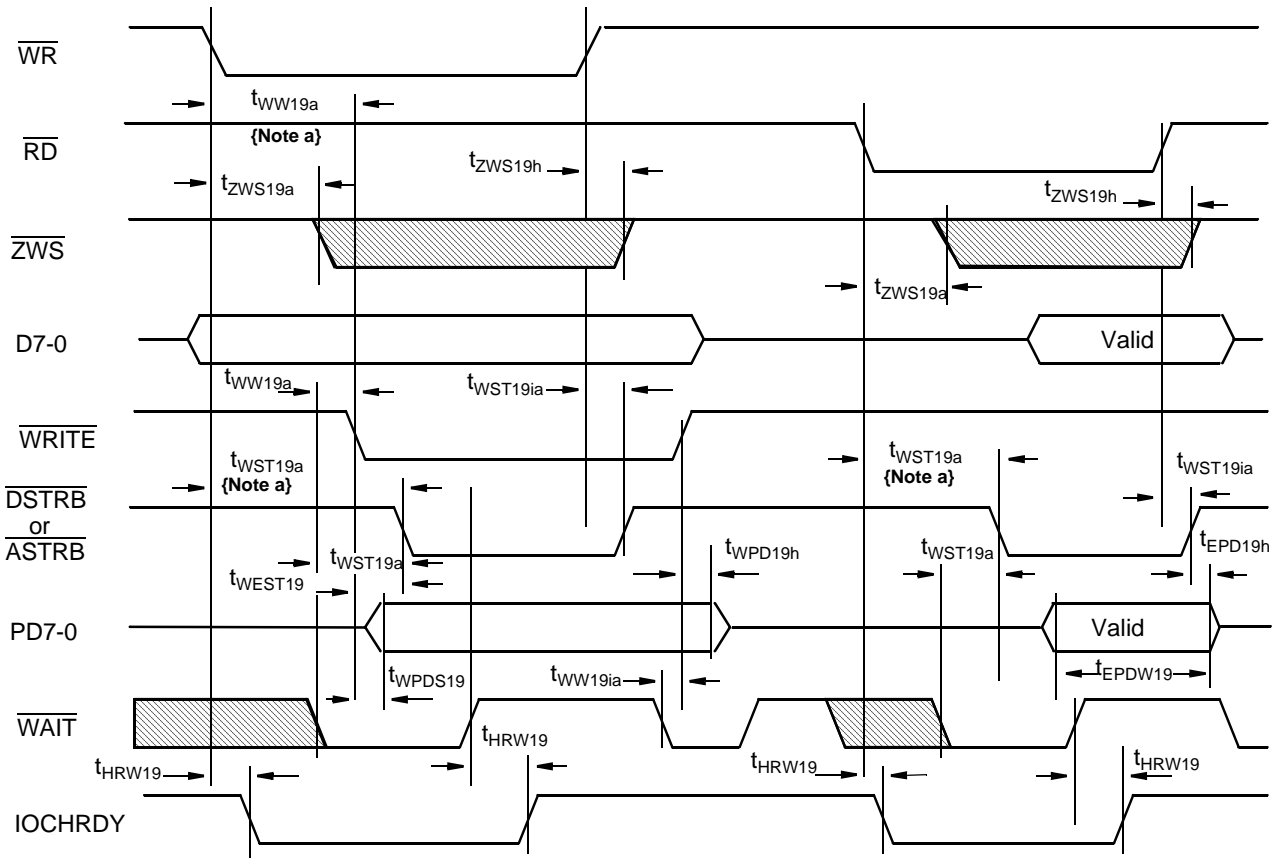 WR
tWW19a
{Note a}
RD
tZWS19h
tZWS19a
tZWS19h
ZWS
tZWS19a
D7-0
Valid
tWW19a
tWST19ia
WRITE
tWST19a
{Note a}
tWST19a
{Note a}
tWST19ia
DSTRB
or
ASTRB
tWST19a
tWPD19h
tWST19a
tEPD19h
tWEST19
PD7-0
Valid
tWPDS19
tWW19ia
tEPDW19
WAIT
tHRW19
tHRW19
tHRW19
tHRW19
IOCHRDY